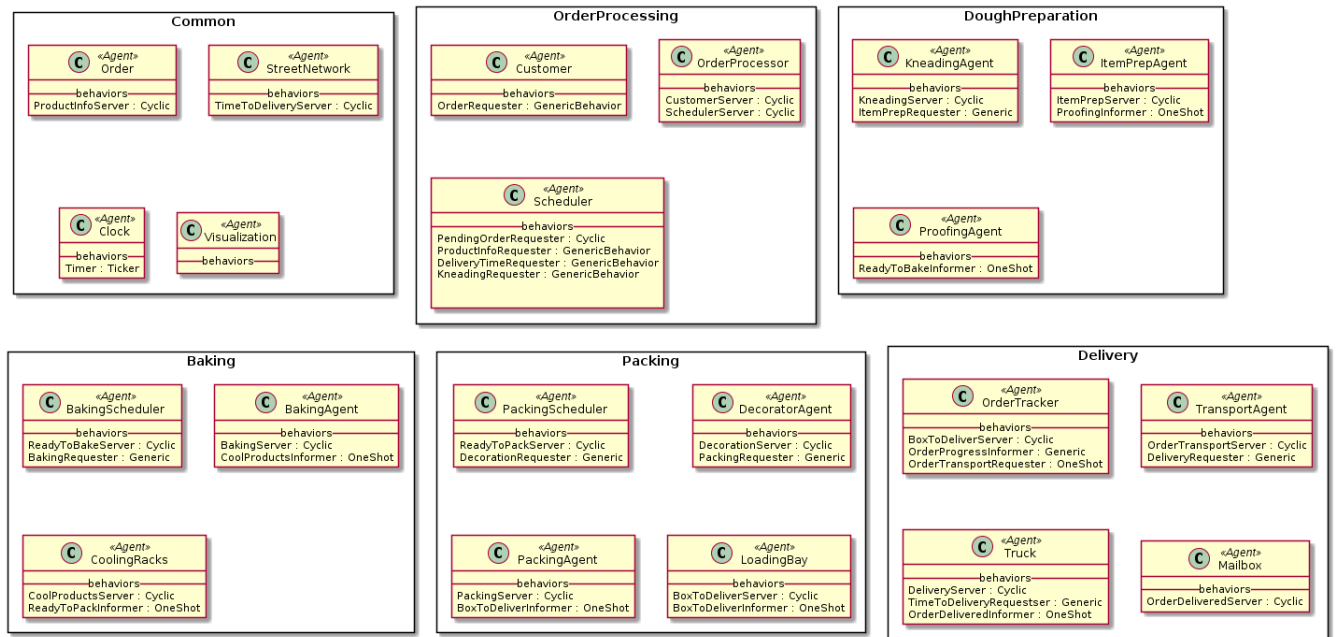 Common
C «Agent» Order
behaviors
ProductInfoServer : Cyclic
C «Agent» StreetNetwork
behaviors
TimeToDeliveryServer : Cyclic
C «Agent» Clock
behaviors
Timer : Ticker
C «Agent» Visualization
behaviors
OrderProcessing
C «Agent» Customer
behaviors
OrderRequester : GenericBehavior
C «Agent» OrderProcessor
behaviors
CustomerServer : Cyclic
SchedulerServer : Cyclic
C «Agent» Scheduler
behaviors
PendingOrderRequester : Cyclic
ProductInfoRequester : GenericBehavior
DeliveryTimeRequester : GenericBehavior
KneadingRequester : GenericBehavior
DoughPreparation
C «Agent» KneadingAgent
behaviors
KneadingServer : Cyclic
ItemPrepRequester : Generic
C «Agent» ItemPrepAgent
behaviors
ItemPrepServer : Cyclic
ProofingInformer : OneShot
C «Agent» ProofingAgent
behaviors
ReadyToBakeInformer : OneShot
Baking
C «Agent» BakingScheduler
behaviors
ReadyToBakeServer : Cyclic
BakingRequester : Generic
C «Agent» BakingAgent
behaviors
BakingServer : Cyclic
CoolProductsInformer : OneShot
C «Agent» CoolingRacks
behaviors
CoolProductsServer : Cyclic
ReadyToPackInformer : OneShot
Packing
C «Agent» PackingScheduler
behaviors
ReadyToPackServer : Cyclic
DecorationRequester : Generic
C «Agent» DecoratorAgent
behaviors
DecorationServer : Cyclic
PackingRequester : Generic
C «Agent» PackingAgent
behaviors
PackingServer : Cyclic
BoxToDeliverInformer : OneShot
C «Agent» LoadingBay
behaviors
BoxToDeliverServer : Cyclic
BoxToDeliverInformer : OneShot
Delivery
C «Agent» OrderTracker
behaviors
BoxToDeliverServer : Cyclic
OrderProgressInformer : Generic
OrderTransportRequester : OneShot
C «Agent» TransportAgent
behaviors
OrderTransportServer : Cyclic
DeliveryRequester : Generic
C «Agent» Truck
behaviors
DeliveryServer : Cyclic
TimeToDeliveryRequestser : Generic
OrderDeliveredInformer : OneShot
C «Agent» Mailbox
behaviors
OrderDeliveredServer : Cyclic